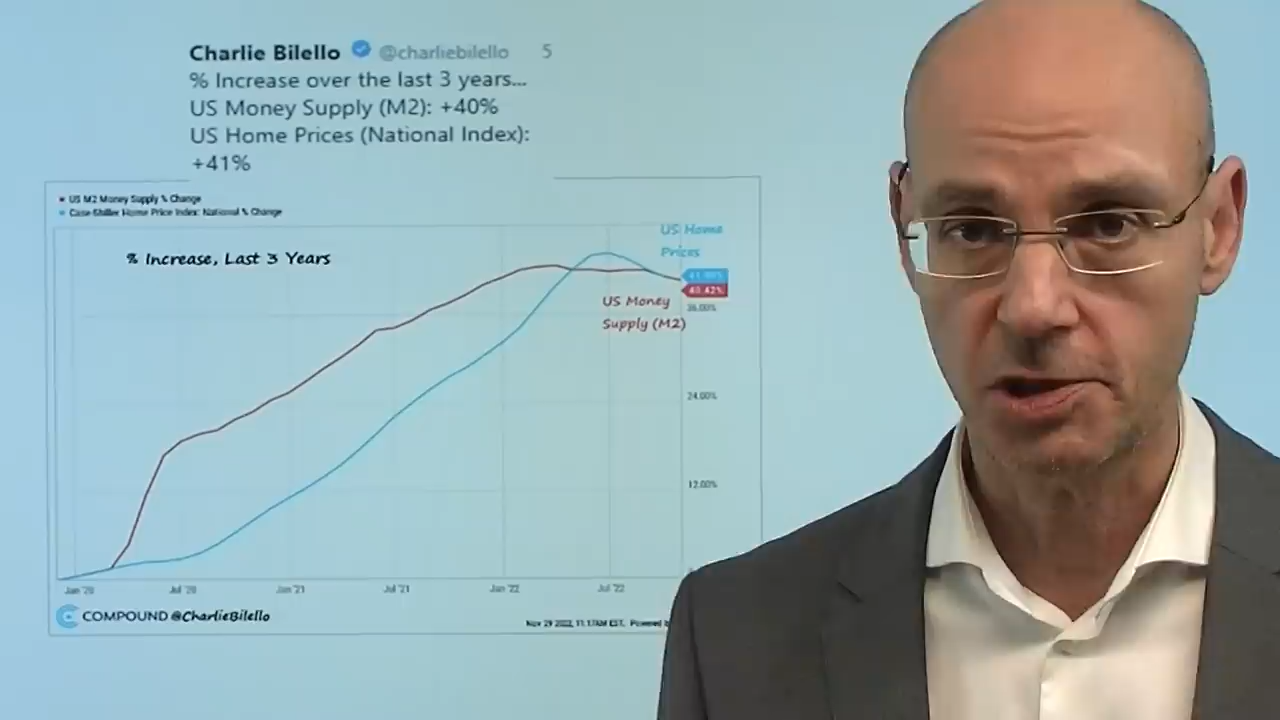 Charlie Bilello @charliebilello 5
% Increase over the last 3 years...
US Money Supply (M2): +40%
US Home Prices (National Index):
+41%
US M2 Money Supply % Change
Case-Shiller Home Price Index: National % Change
% Increase, Last 3 Years
US Home
Prices
40.42%
US Money
Supply (M2)
36.00%
24.00%
12.00%
Jan '20 Jul '20 Jan '21 Jul '21 Jan '22 Jul '22
COMPOUND @CharlieBilello
Nov 29 2022, 11:17AM EST. Powered